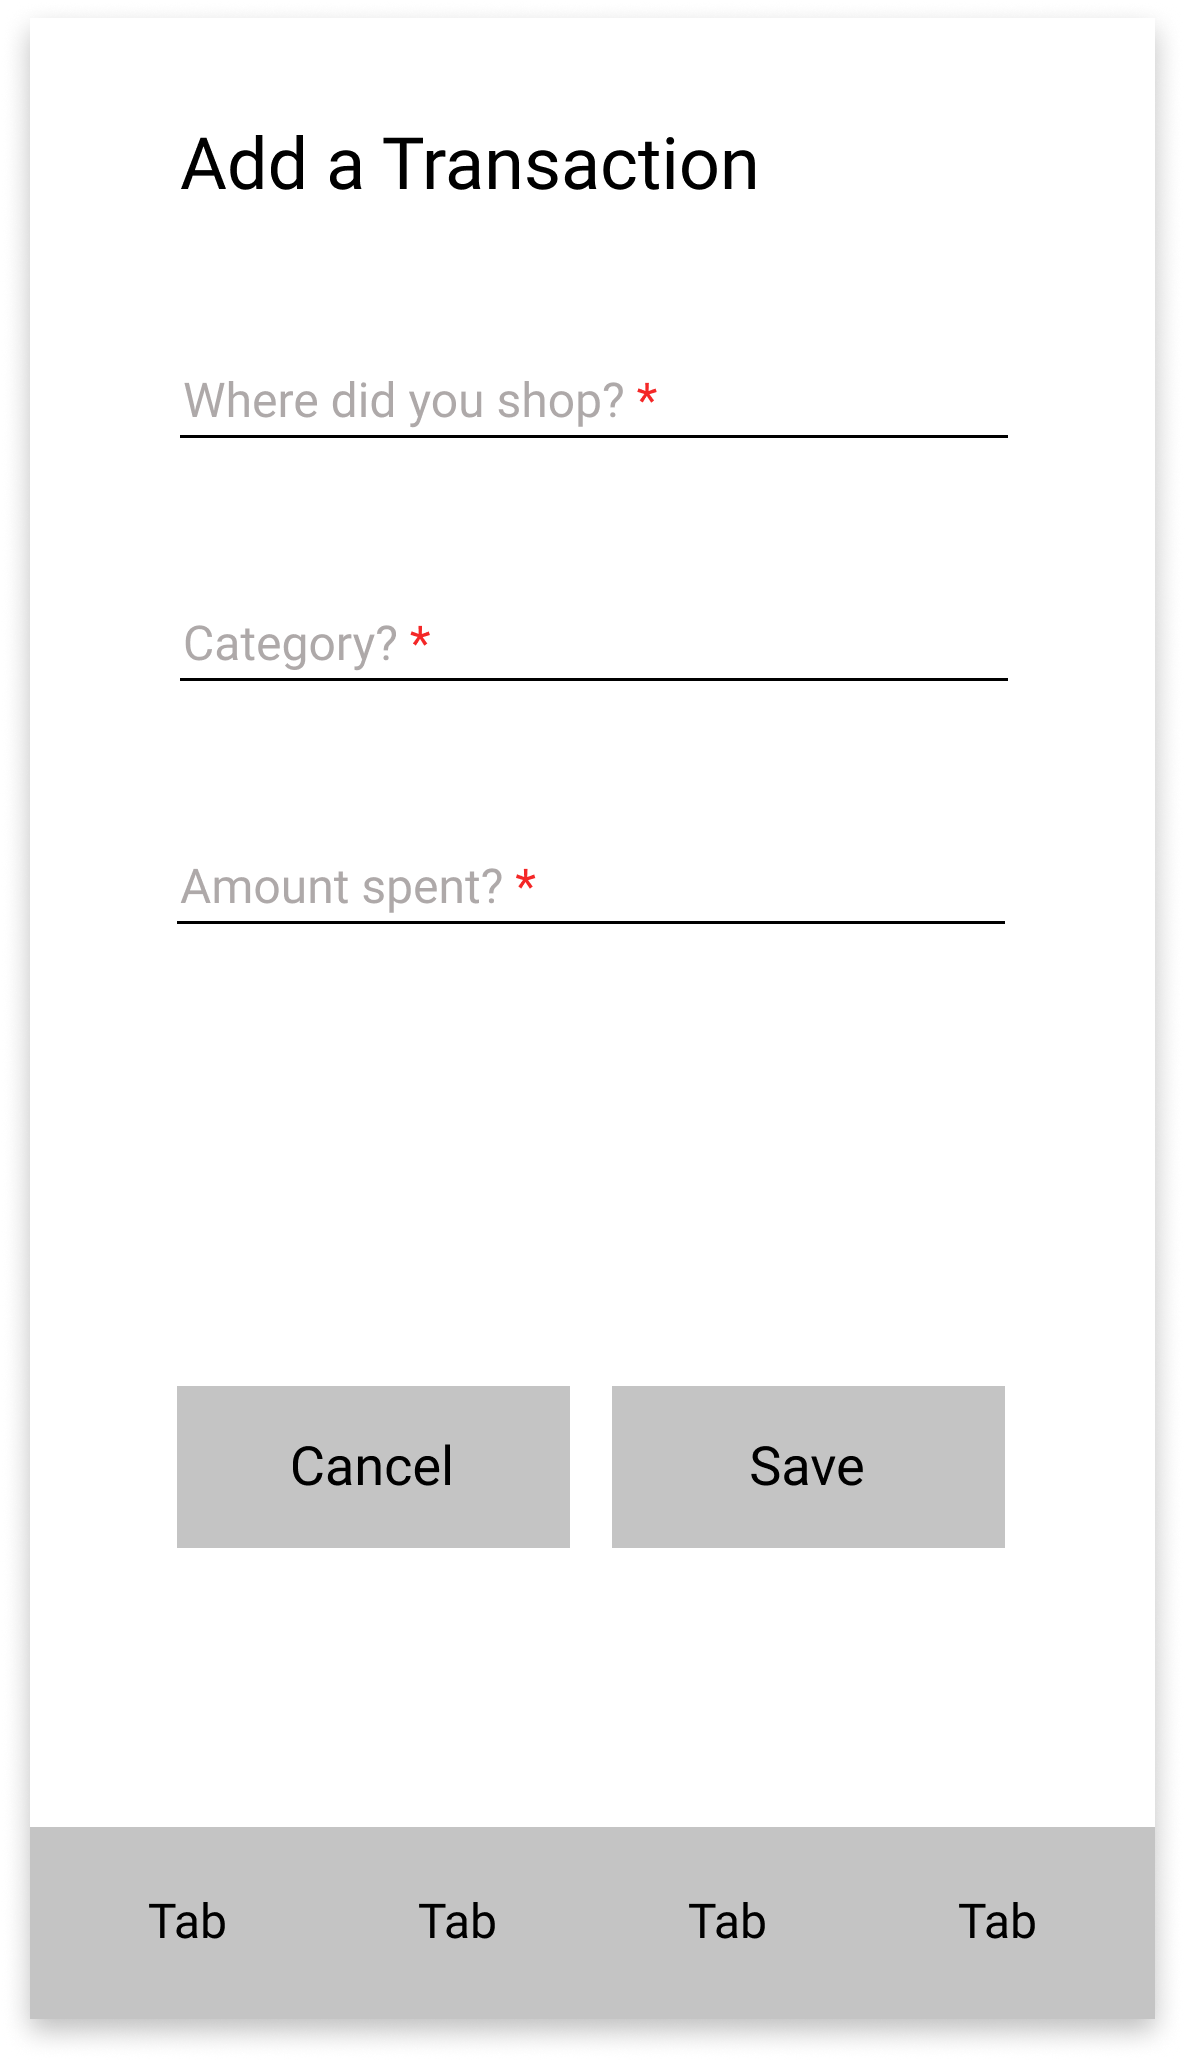 Add a Transaction
Where did you shop? *
Category? *
Amount spent? *
Cancel Save
Tab Tab Tab Tab